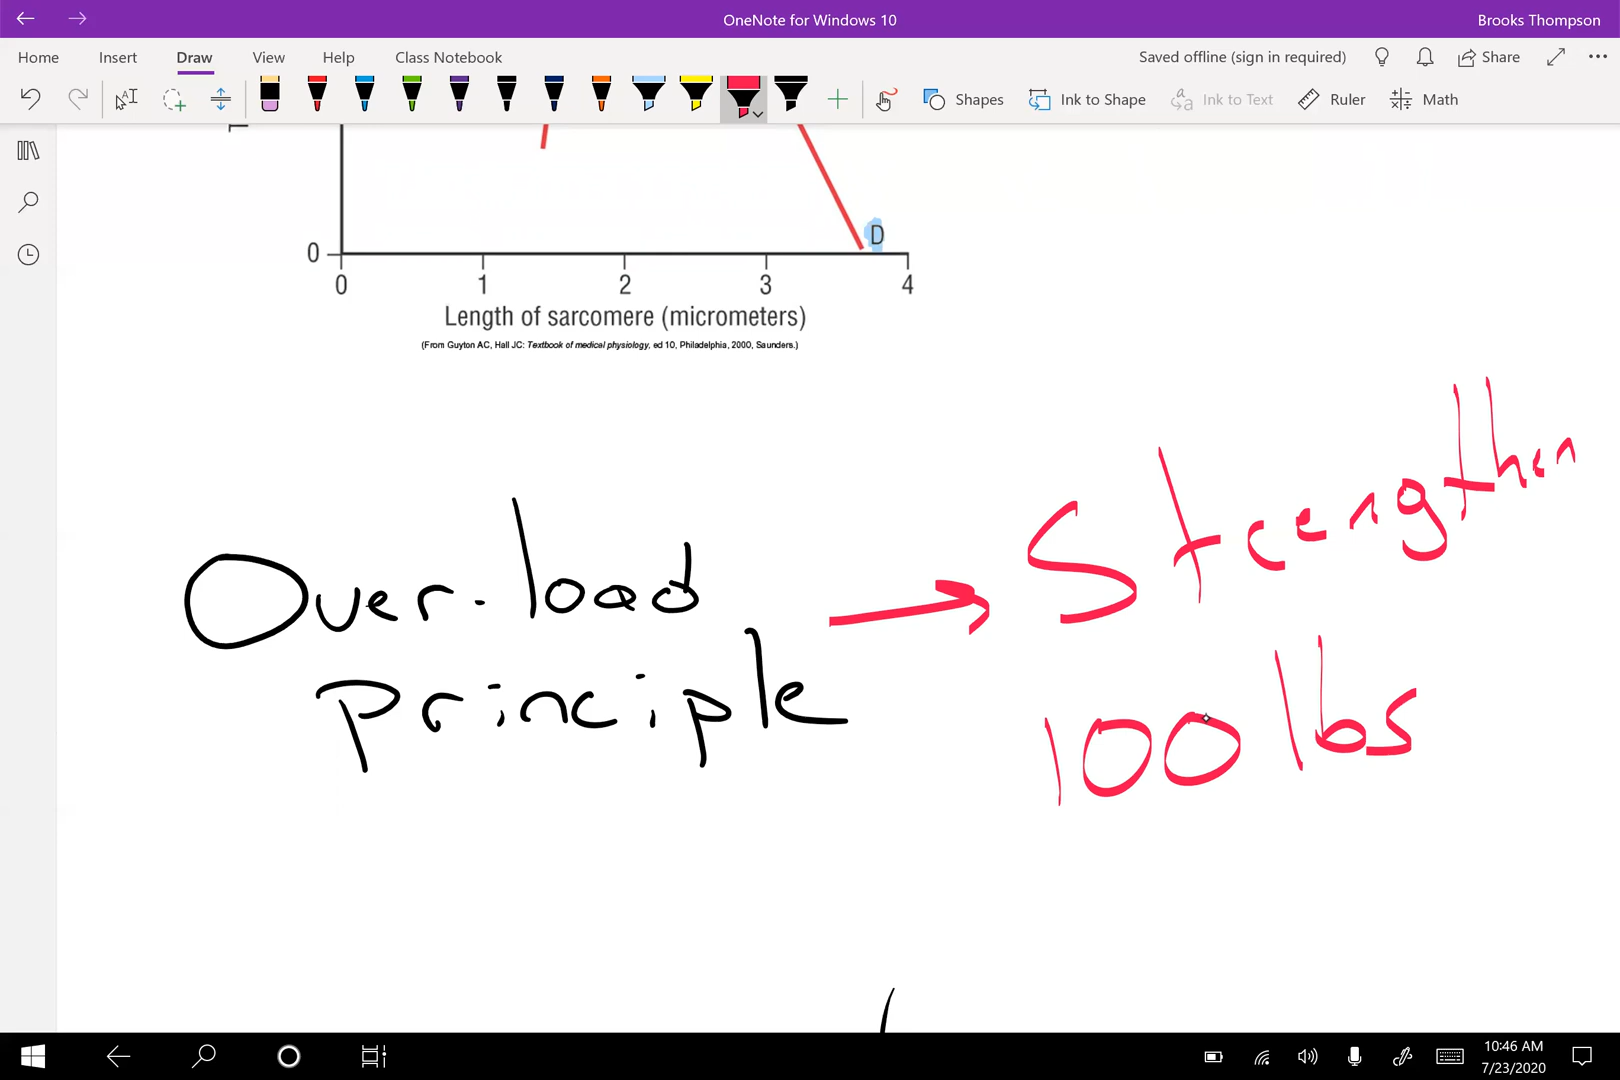 OneNote for Windows 10
Brooks Thompson
Home Insert Draw View Help Class Notebook
Saved offline (sign in required) Share
Shapes Ink to Shape Ink to Text Ruler Math
D
0
0 1 2 3 4
Length of sarcomere (micrometers)
(From Guyton AC, Hall JC: Textbook of medical physiology, ed 10, Philadelphia, 2000, Saunders.)
Over-load
principle
Strengthen
100 lbs
10:46 AM
7/23/2020